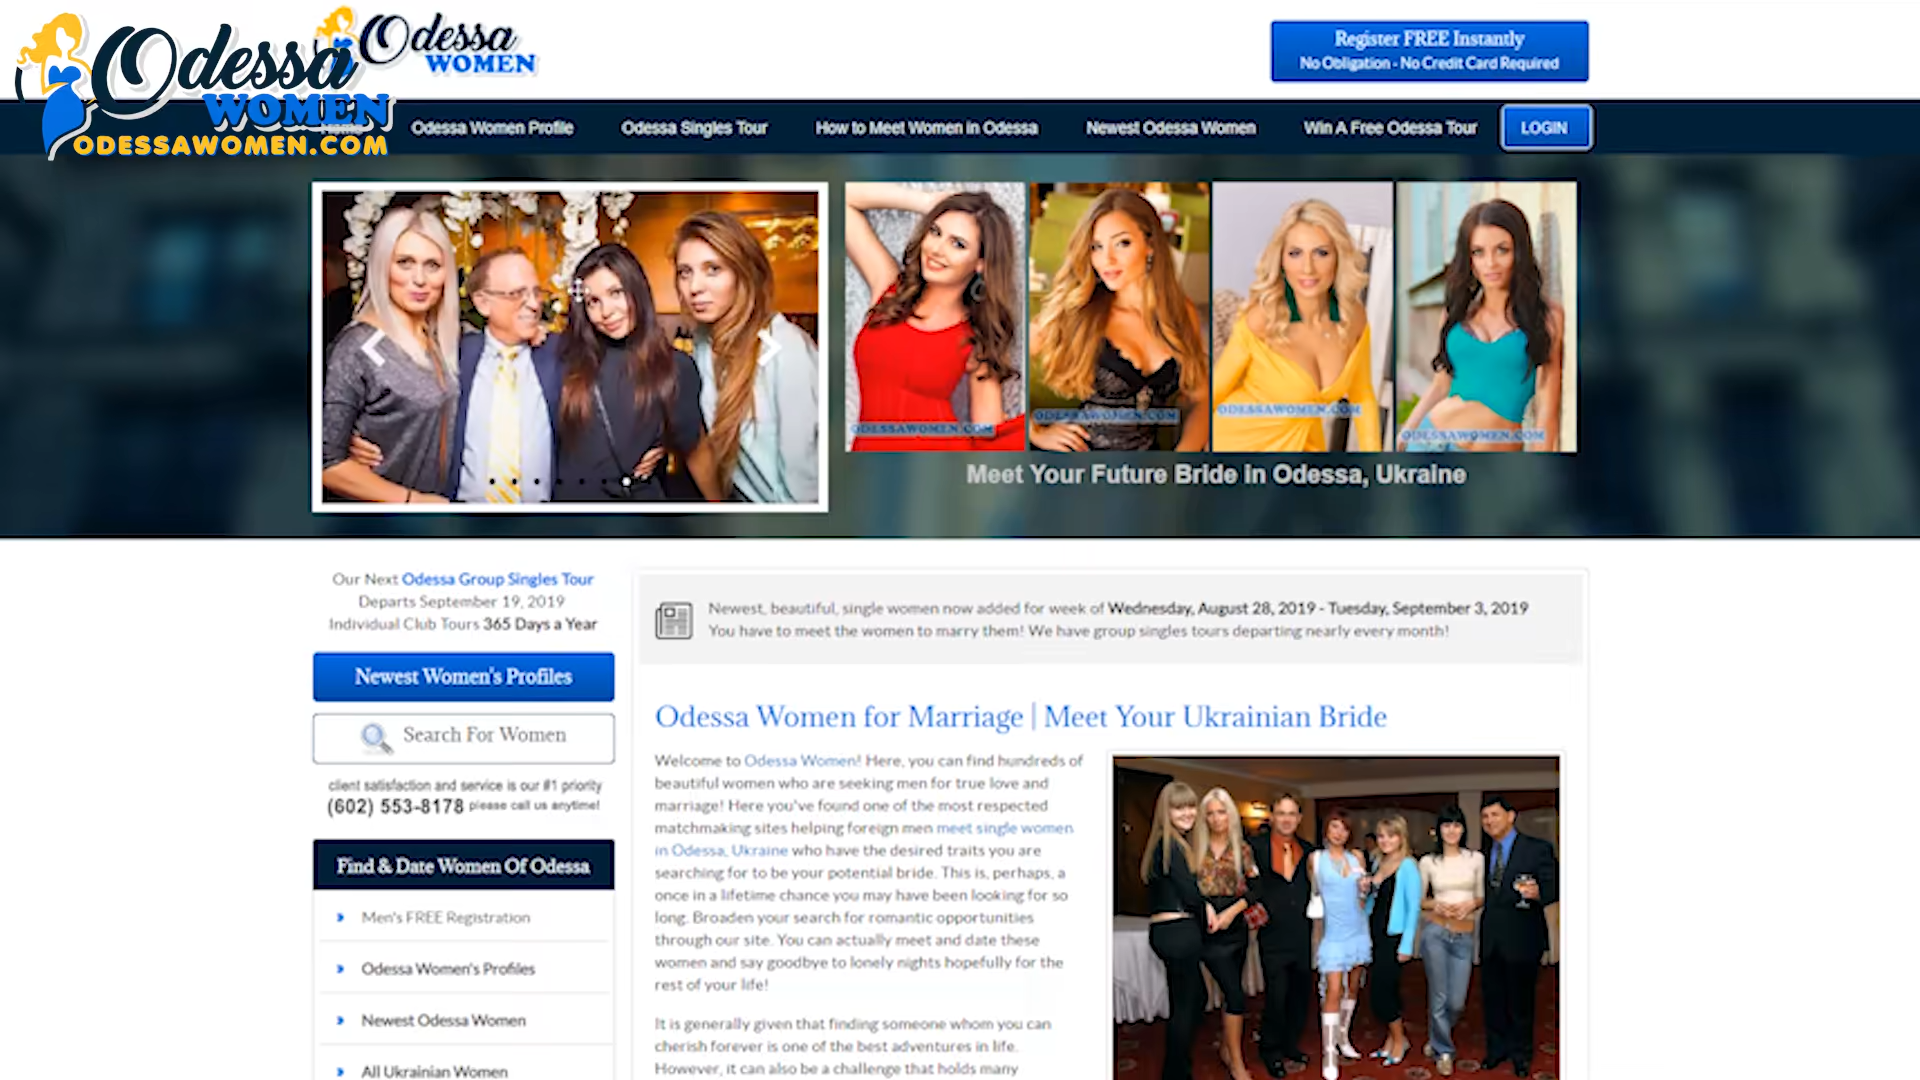 Odessa
WOMEN
ODESSAWOMEN.COM
Odessa
WOMEN
Register FREE Instantly
No Obligation - No Credit Card Required
Home
Odessa Women Profile
Odessa Singles Tour
How to Meet Women in Odessa
Newest Odessa Women
Win A Free Odessa Tour
LOGIN
ODESSAWOMEN.COM
ODESSAWOMEN.COM
ODESSAWOMEN.COM
ODESSAWOMEN.COM
Meet Your Future Bride in Odessa, Ukraine
Our Next Odessa Group Singles Tour
Departs September 19, 2019
Individual Club Tours 365 Days a Year
Newest Women's Profiles
Search For Women
client satisfaction and service is our #1 priority
(602) 553-8178 please call us anytime!
Find & Date Women Of Odessa
Men's FREE Registration
Odessa Women's Profiles
Newest Odessa Women
All Ukrainian Women
Newest, beautiful, single women now added for week of Wednesday, August 28, 2019 - Tuesday, September 3, 2019
You have to meet the women to marry them! We have group singles tours departing nearly every month!
Odessa Women for Marriage | Meet Your Ukrainian Bride
Welcome to Odessa Women! Here, you can find hundreds of
beautiful women who are seeking men for true love and
marriage! Here you've found one of the most respected
matchmaking sites helping foreign men meet single women
in Odessa, Ukraine who have the desired traits you are
searching for to be your potential bride. This is, perhaps, a
once in a lifetime chance you may have been looking for so
long. Broaden your search for romantic opportunities
through our site. You can actually meet and date these
women and say goodbye to lonely nights hopefully for the
rest of your life!
It is generally given that finding someone whom you can
cherish forever is one of the best adventures in life.
However, it can also be a challenge that holds many